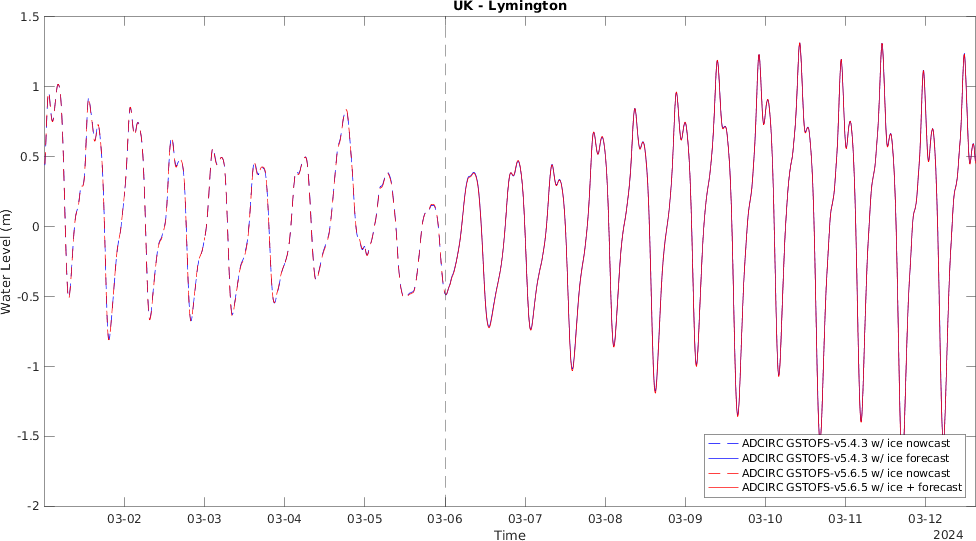 UK - Lymington
1.5
1
0.5
0
-0.5
-1
-1.5
-2
Water Level (m)
03-02 03-03 03-04 03-05 03-06 03-07 03-08 03-09 03-10 03-11 03-12
Time
2024
ADCIRC GSTOFS-v5.4.3 w/ ice nowcast
ADCIRC GSTOFS-v5.4.3 w/ ice forecast
ADCIRC GSTOFS-v5.6.5 w/ ice nowcast
ADCIRC GSTOFS-v5.6.5 w/ ice + forecast